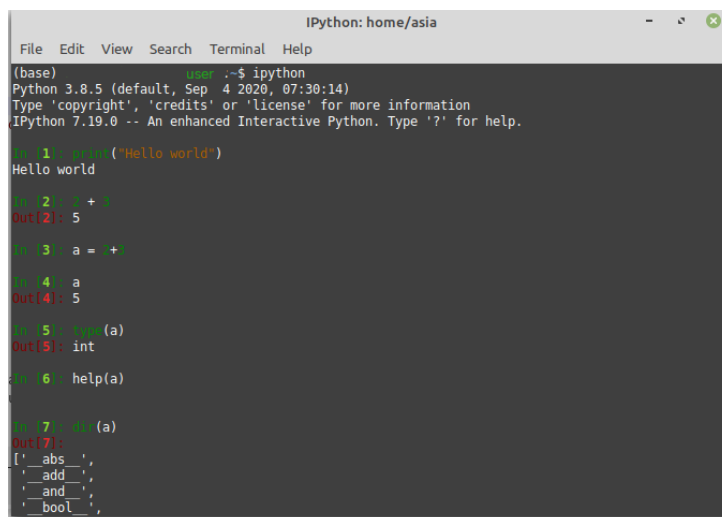 IPython: home/asia
File Edit View Search Terminal Help
(base) user :~$ ipython
Python 3.8.5 (default, Sep 4 2020, 07:30:14)
Type 'copyright', 'credits' or 'license' for more information
IPython 7.19.0 -- An enhanced Interactive Python. Type '?' for help.
In [1]: print("Hello world")
Hello world
In [2]: 2 + 3
Out[2]: 5
In [3]: a = 2+3
In [4]: a
Out[4]: 5
In [5]: type(a)
Out[5]: int
In [6]: help(a)
In [7]: dir(a)
Out[7]:
['__abs__',
'__add__',
'__and__',
'__bool__',